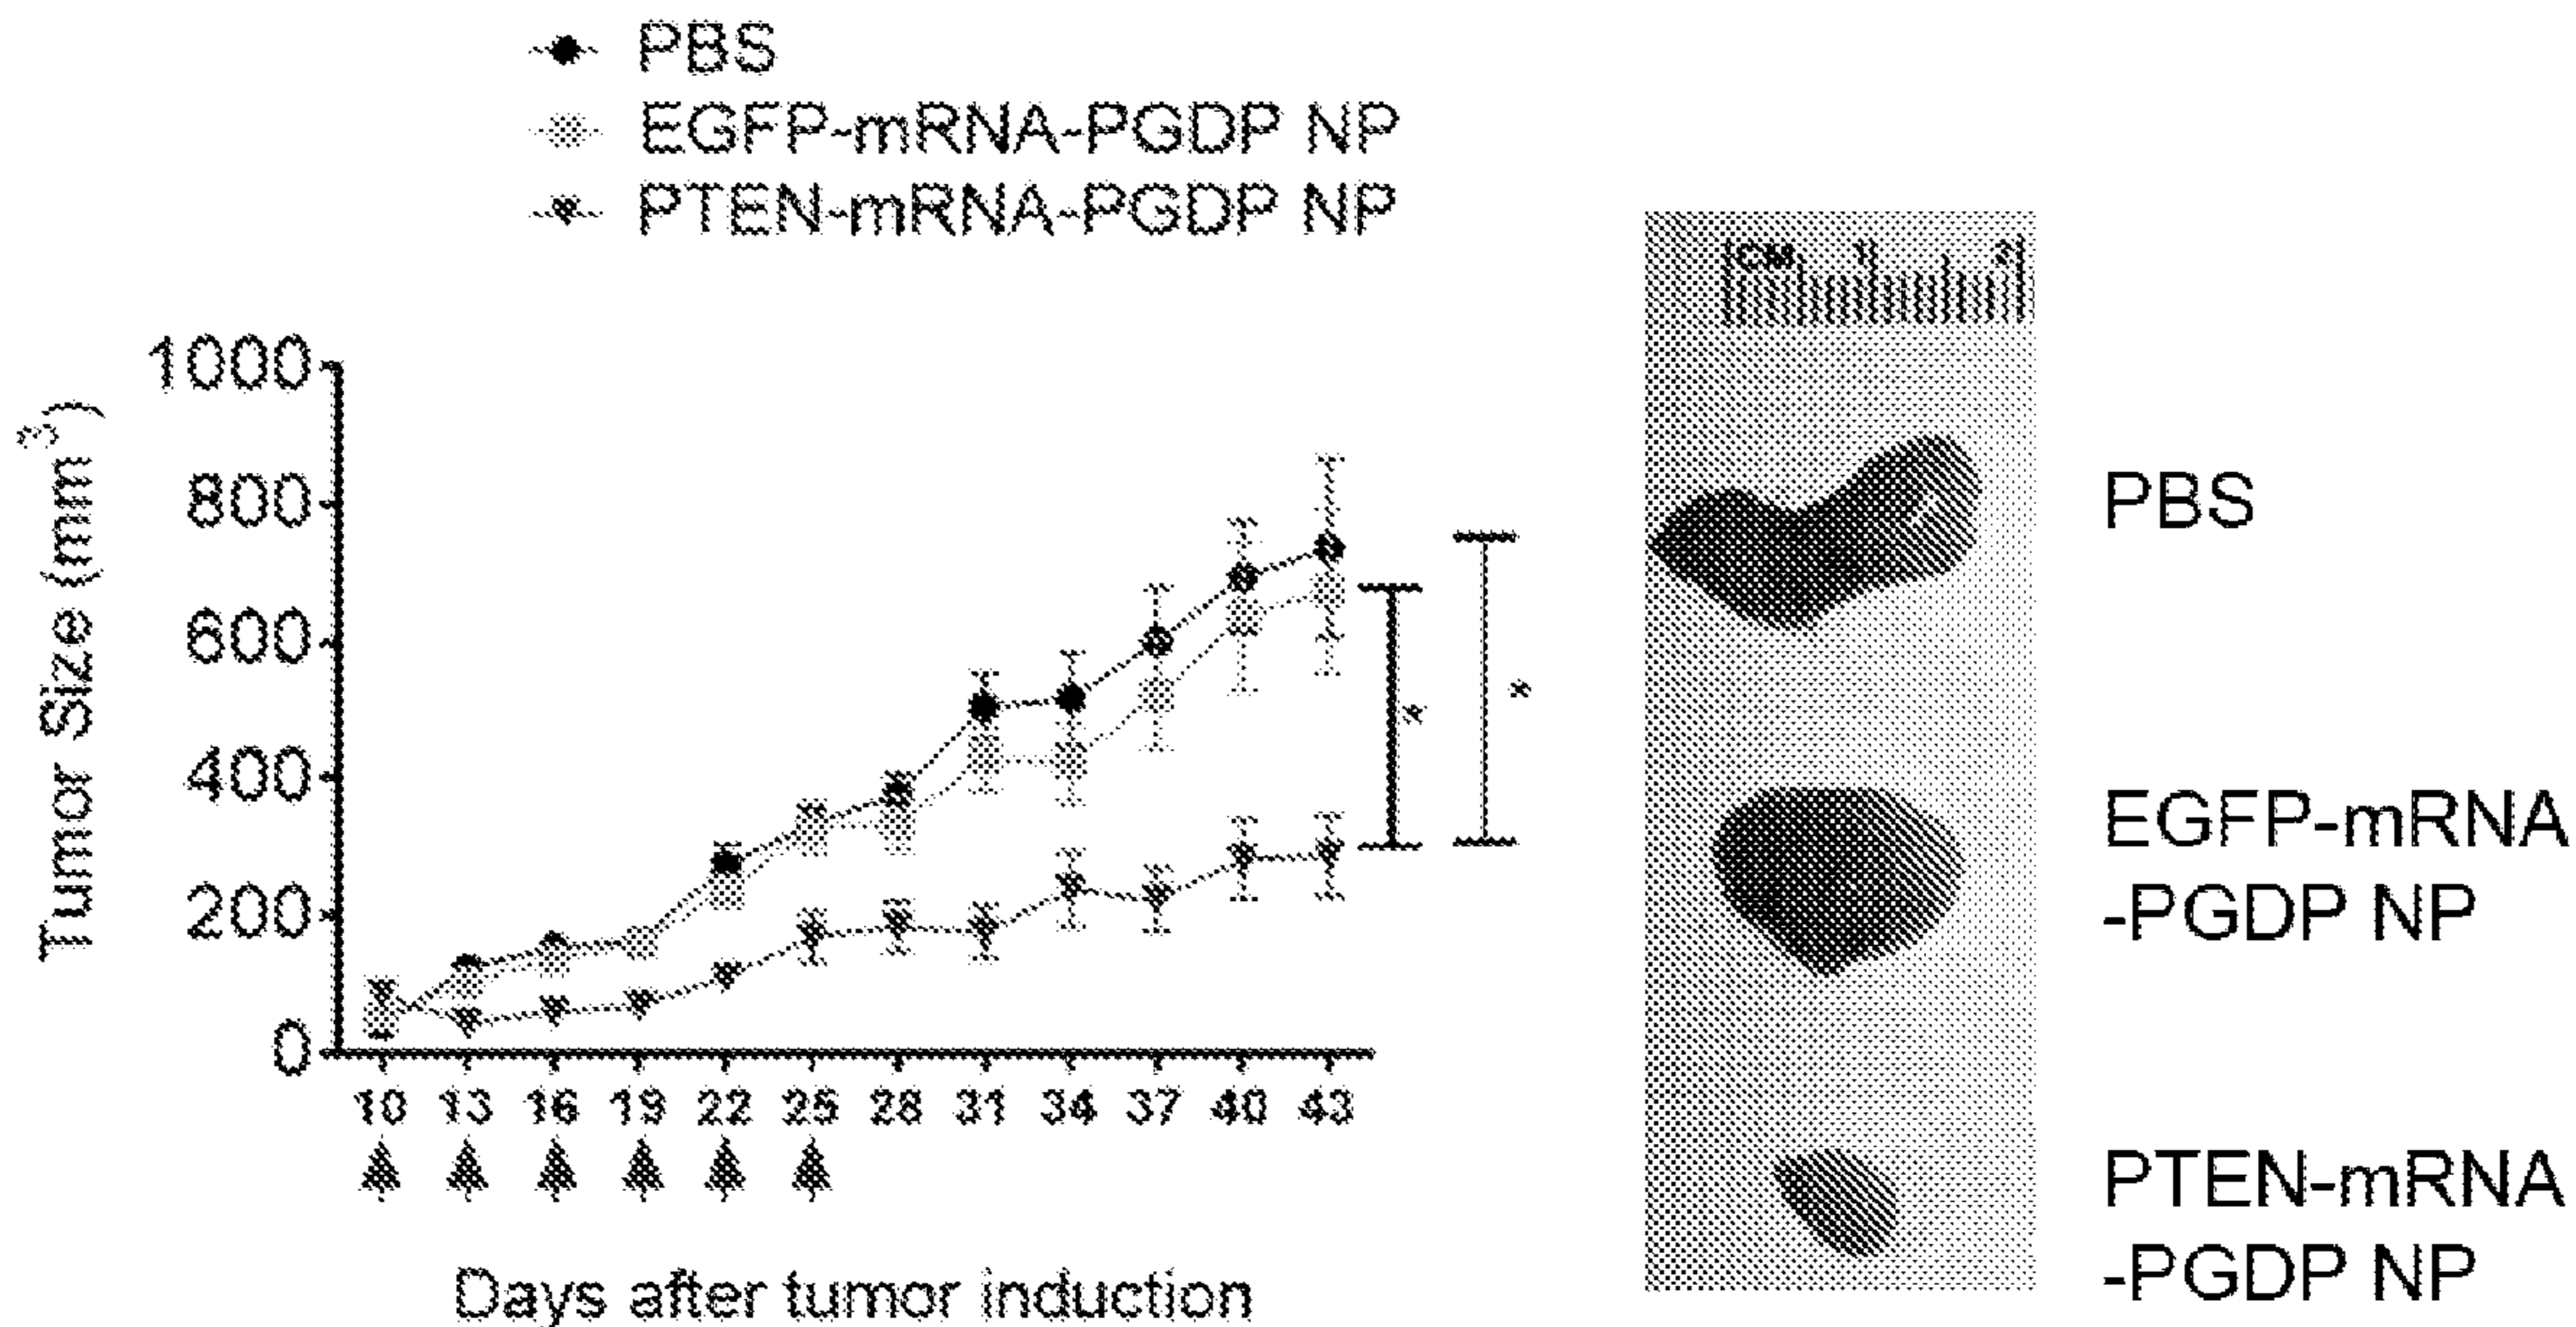 PBS
EGFP-mRNA-PGDP NP
PTEN-mRNA-PGDP NP
Tumor Size (mm³)
1000
800
600
400
200
0
10 13 16 19 22 25 28 31 34 37 40 43
Days after tumor induction
*
*
CM 1 2
PBS
EGFP-mRNA
-PGDP NP
PTEN-mRNA
-PGDP NP